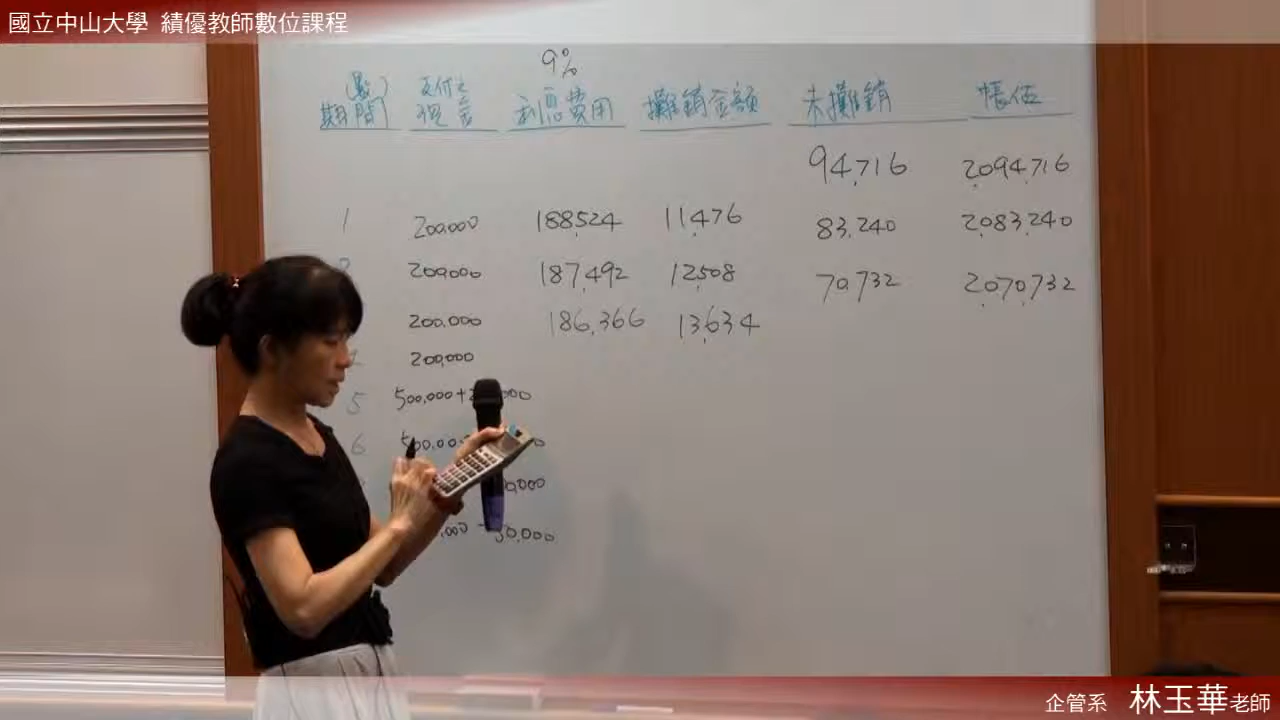 國立中山大學 績優教師數位課程
9%
期間(數) 支付之現金 利息費用 攤銷金額 未攤銷 帳值
94,716 2,094,716
1 200,000 188,524 11,476 83,240 2,083,240
200,000 187,492 12,508 70,732 2,070,732
200,000 186,366 13,634
200,000
5 500,000+
6
50,000
企管系 林玉華老師